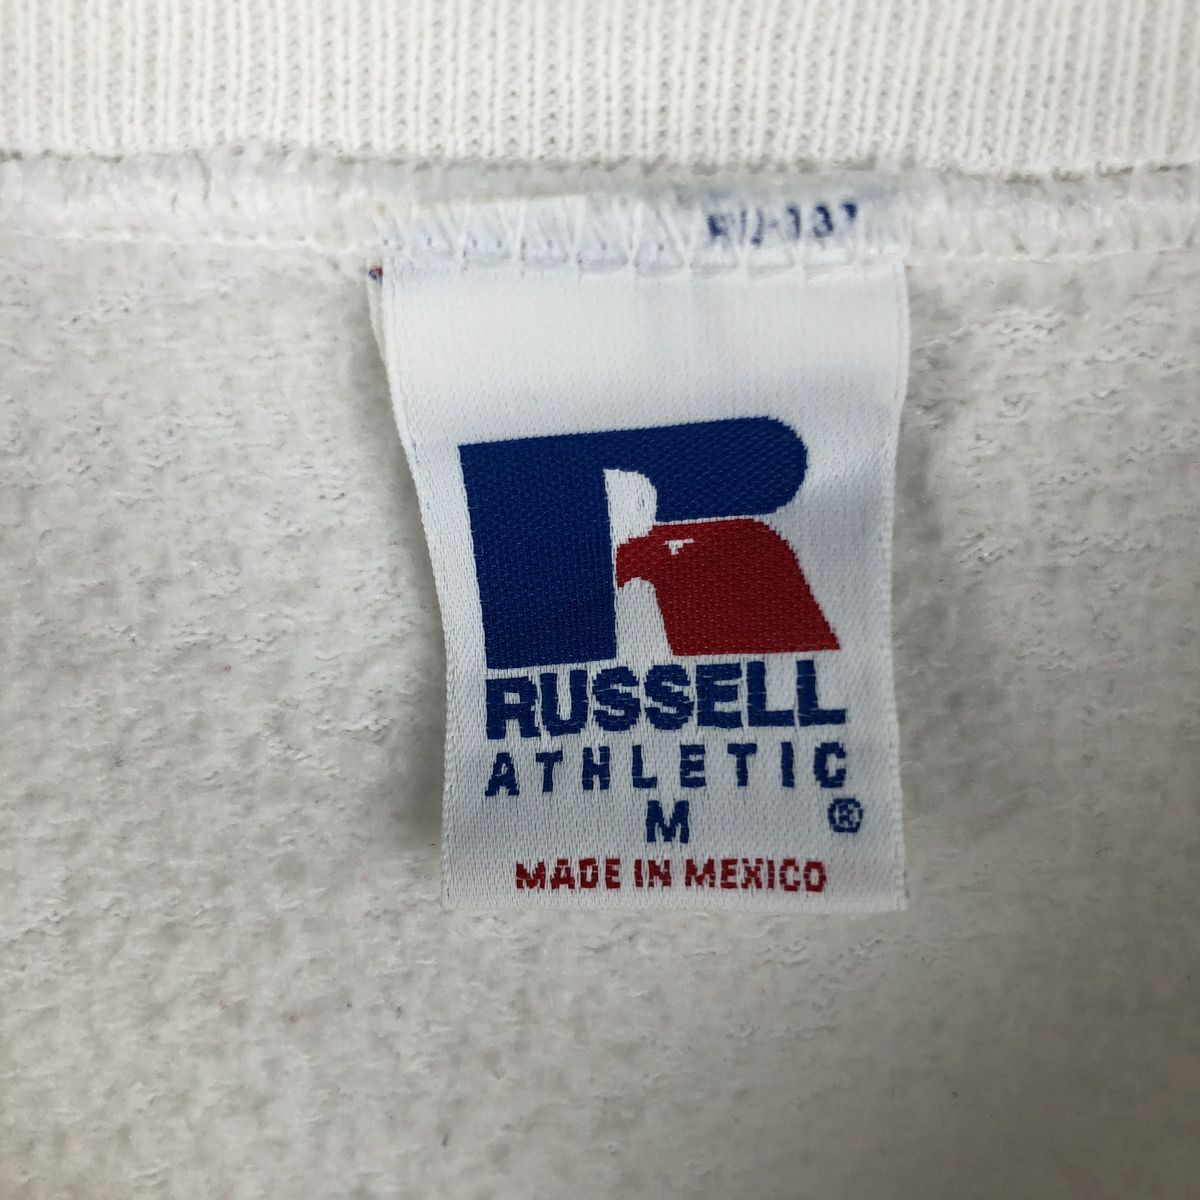 RUSSELL
ATHLETIC
M ®
MADE IN MEXICO